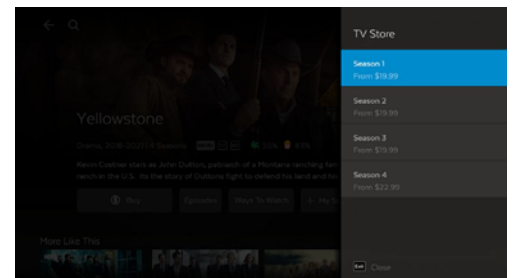 TV Store
Season 1
From $19.99
Season 2
From $19.99
Season 3
From $19.99
Season 4
From $22.99
Exit Close
Yellowstone
Drama, 2018-2021 | 4 Seasons
Kevin Costner stars as John Dutton, patriarch of a Montana ranching fam
ranch in the U.S. Its the story of Duttons fight to defend his land and his
Buy
Episodes
Ways To Watch
+ My
More Like This